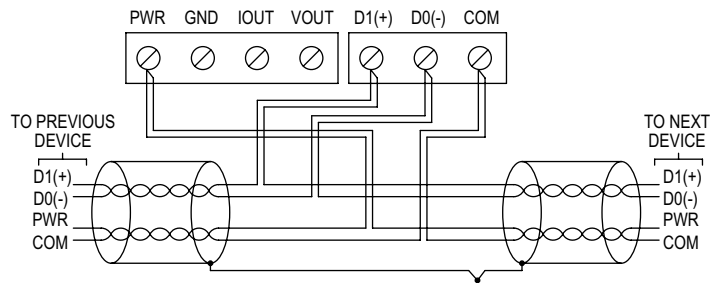 PWR GND IOUT VOUT D1(+) D0(-) COM
TO PREVIOUS
DEVICE
D1(+)
D0(-)
PWR
COM
TO NEXT
DEVICE
D1(+)
D0(-)
PWR
COM